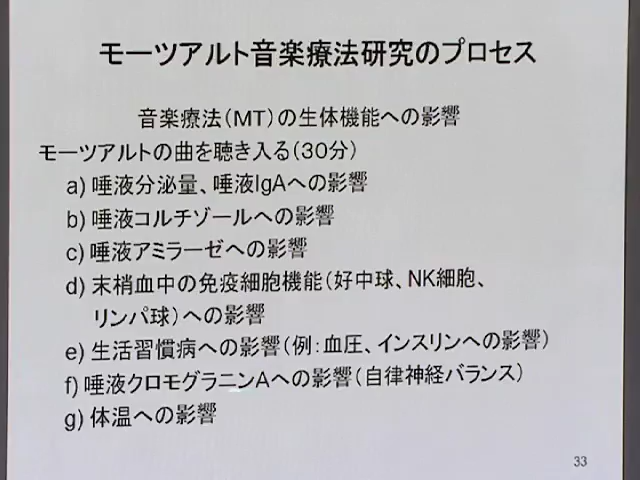 モーツアルト音楽療法研究のプロセス
音楽療法(MT)の生体機能への影響
モーツアルトの曲を聴き入る(30分)
a) 唾液分泌量、唾液IgAへの影響
b) 唾液コルチゾールへの影響
c) 唾液アミラーゼへの影響
d) 末梢血中の免疫細胞機能(好中球、NK細胞、
リンパ球)への影響
e) 生活習慣病への影響(例:血圧、インスリンへの影響)
f) 唾液クロモグラニンAへの影響(自律神経バランス)
g) 体温への影響
33